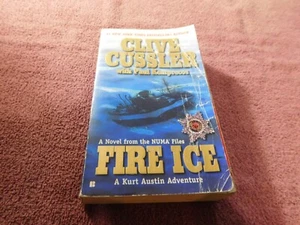 CLIVE
CUSSLER
with Paul Kemprecos
A Novel from the NUMA Files
FIRE ICE
A Kurt Austin Adventure